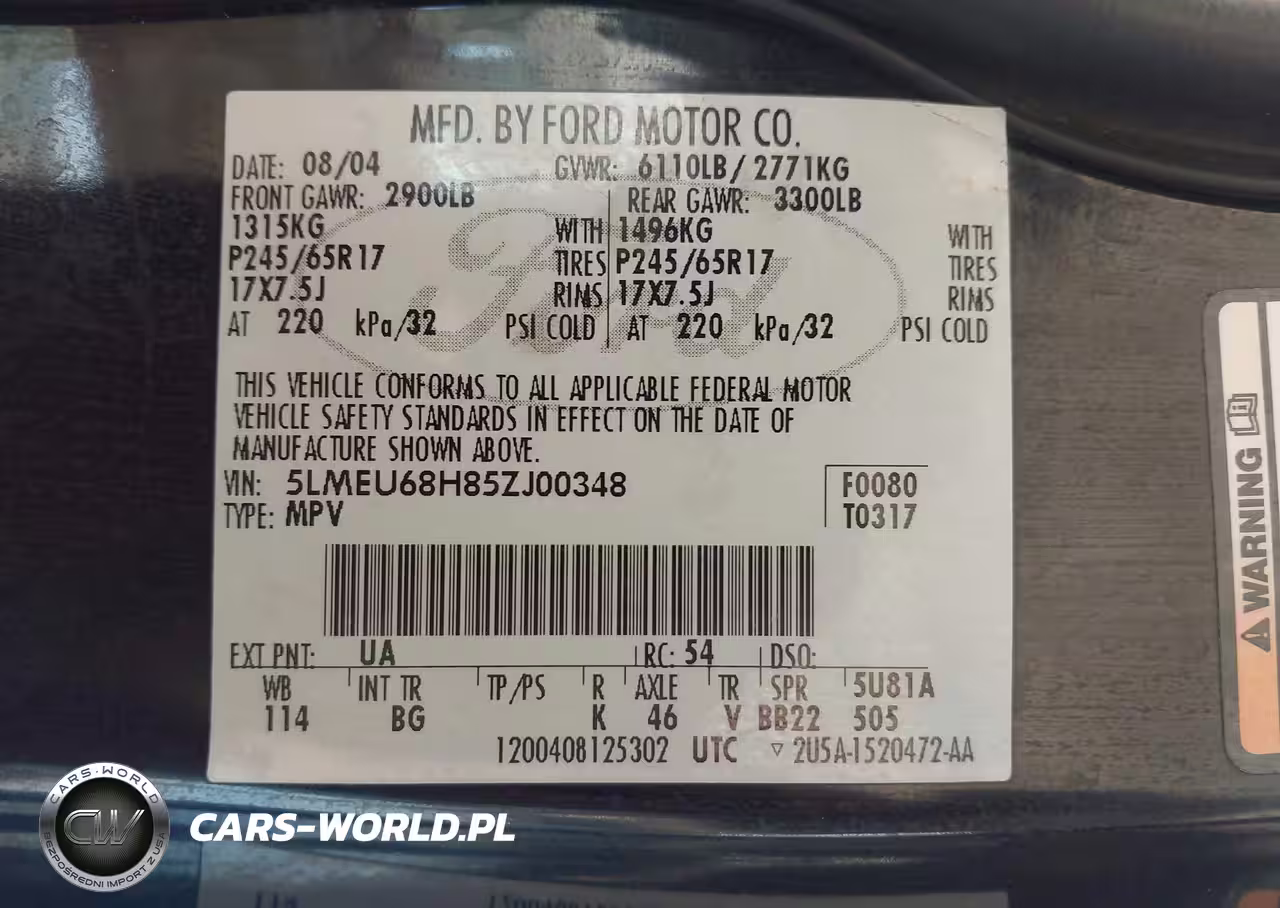 MFD. BY FORD MOTOR CO.
DATE: 08/04 GVWR: 6110LB / 2771KG
FRONT GAWR: 2900LB REAR GAWR: 3300LB
1315KG WITH 1496KG WITH
P245/65R17 TIRES P245/65R17 TIRES
17X7.5J RIMS 17X7.5J RIMS
AT 220 kPa/32 PSI COLD AT 220 kPa/32 PSI COLD
Ford
THIS VEHICLE CONFORMS TO ALL APPLICABLE FEDERAL MOTOR
VEHICLE SAFETY STANDARDS IN EFFECT ON THE DATE OF
MANUFACTURE SHOWN ABOVE.
VIN: 5LMEU68H85ZJ00348 F0080
TYPE: MPV T0317
EXT PNT: UA RC: 54 DSO:
WB INT TR TP/PS R AXLE TR SPR 5U81A
114 BG K 46 V BB22 505
1200408125302 UTC ▽ 2U5A-1520472-AA
⚠ WARNING
CARS-WORLD
CW
BEZPOŚREDNI IMPORT Z USA
CARS-WORLD.PL